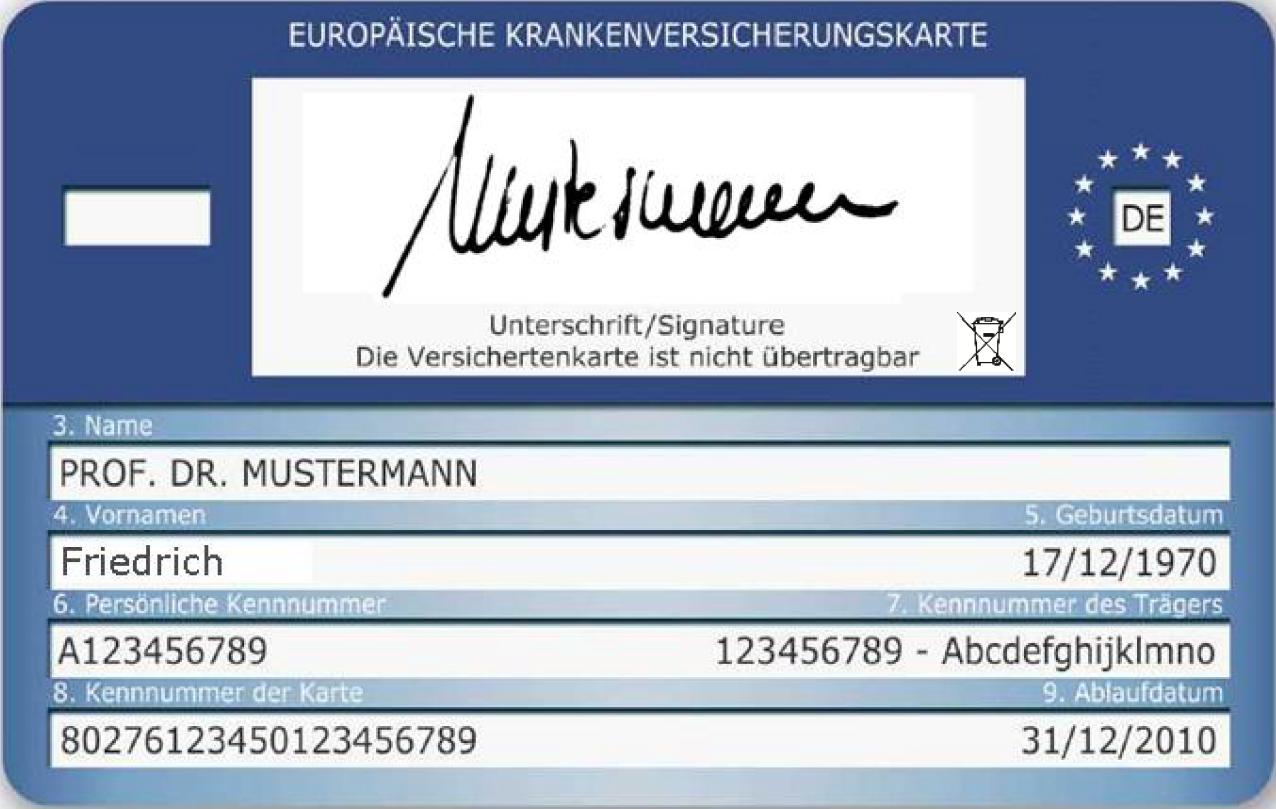 EUROPÄISCHE KRANKENVERSICHERUNGSKARTE
Mustermann
DE
Unterschrift/Signature
Die Versichertenkarte ist nicht übertragbar
3. Name
PROF. DR. MUSTERMANN
4. Vornamen 5. Geburtsdatum
Friedrich 17/12/1970
6. Persönliche Kennnummer 7. Kennnummer des Trägers
A123456789 123456789 - Abcdefghijklmno
8. Kennnummer der Karte 9. Ablaufdatum
80276123450123456789 31/12/2010